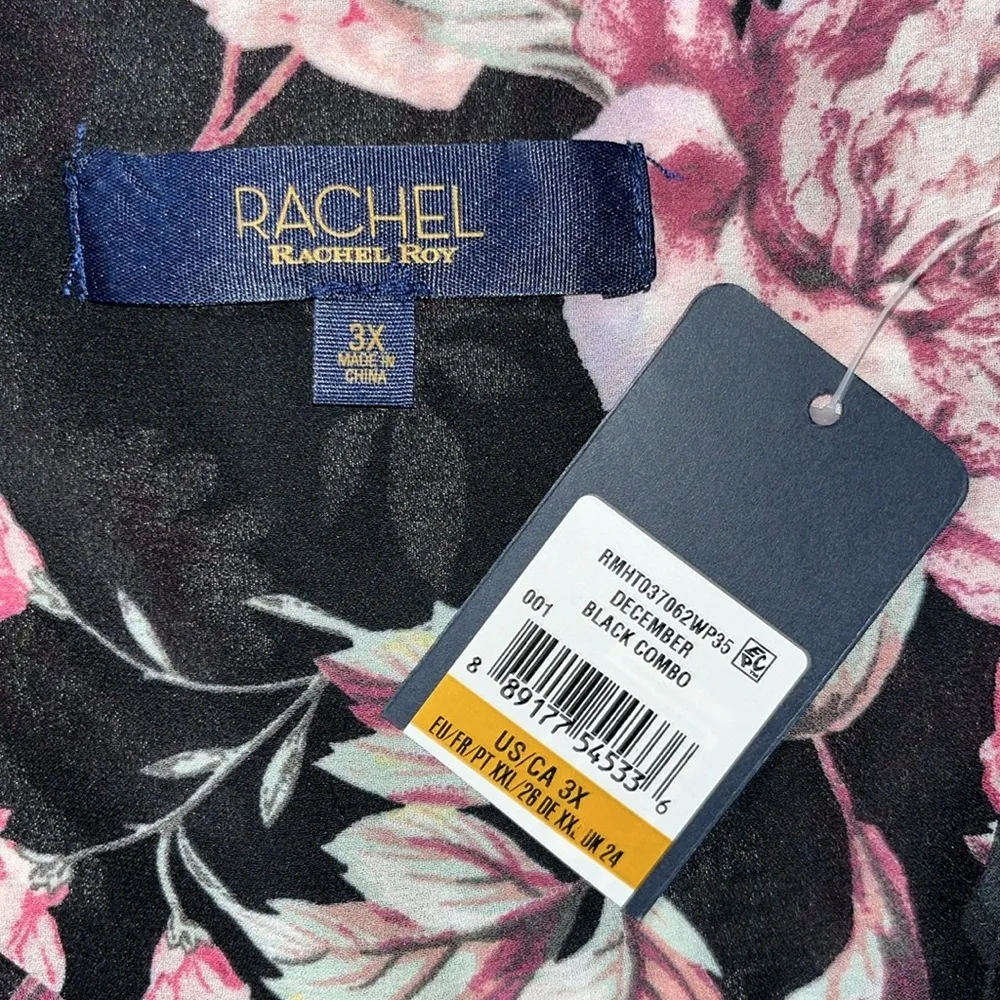 RACHEL
RACHEL ROY
3X
MADE IN
CHINA
RMHT037062WP35
DECEMBER
001 BLACK COMBO
8 89177 54533 6
US/CA 3X
EU/FR/PT XXL/26 DE XXL UK 24